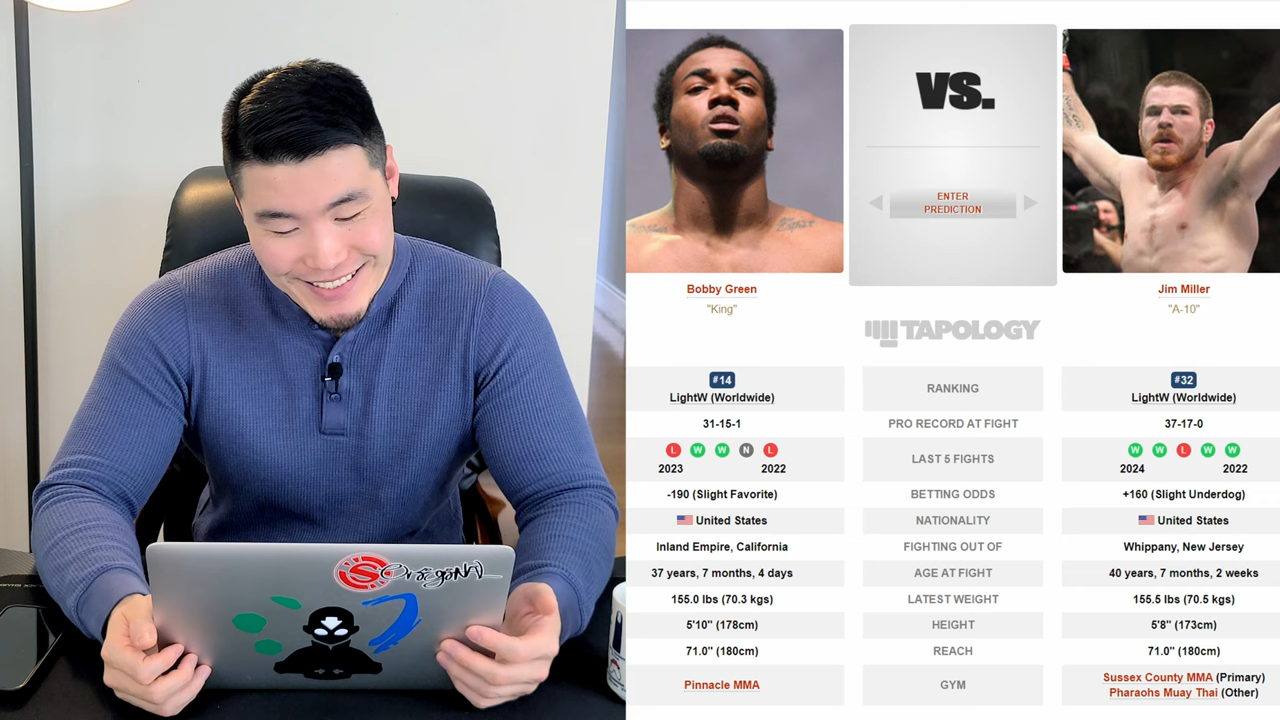 VS.
ENTER
PREDICTION
Bobby Green
"King"
Jim Miller
"A-10"
TAPOLOGY
#14
LightW (Worldwide)
RANKING
#32
LightW (Worldwide)
31-15-1
PRO RECORD AT FIGHT
37-17-0
L W W N L
2023 2022
LAST 5 FIGHTS
W W L W W
2024 2022
-190 (Slight Favorite)
BETTING ODDS
+160 (Slight Underdog)
United States
NATIONALITY
United States
Inland Empire, California
FIGHTING OUT OF
Whippany, New Jersey
37 years, 7 months, 4 days
AGE AT FIGHT
40 years, 7 months, 2 weeks
155.0 lbs (70.3 kgs)
LATEST WEIGHT
155.5 lbs (70.5 kgs)
5'10" (178cm)
HEIGHT
5'8" (173cm)
71.0" (180cm)
REACH
71.0" (180cm)
Pinnacle MMA
GYM
Sussex County MMA (Primary)
Pharaohs Muay Thai (Other)